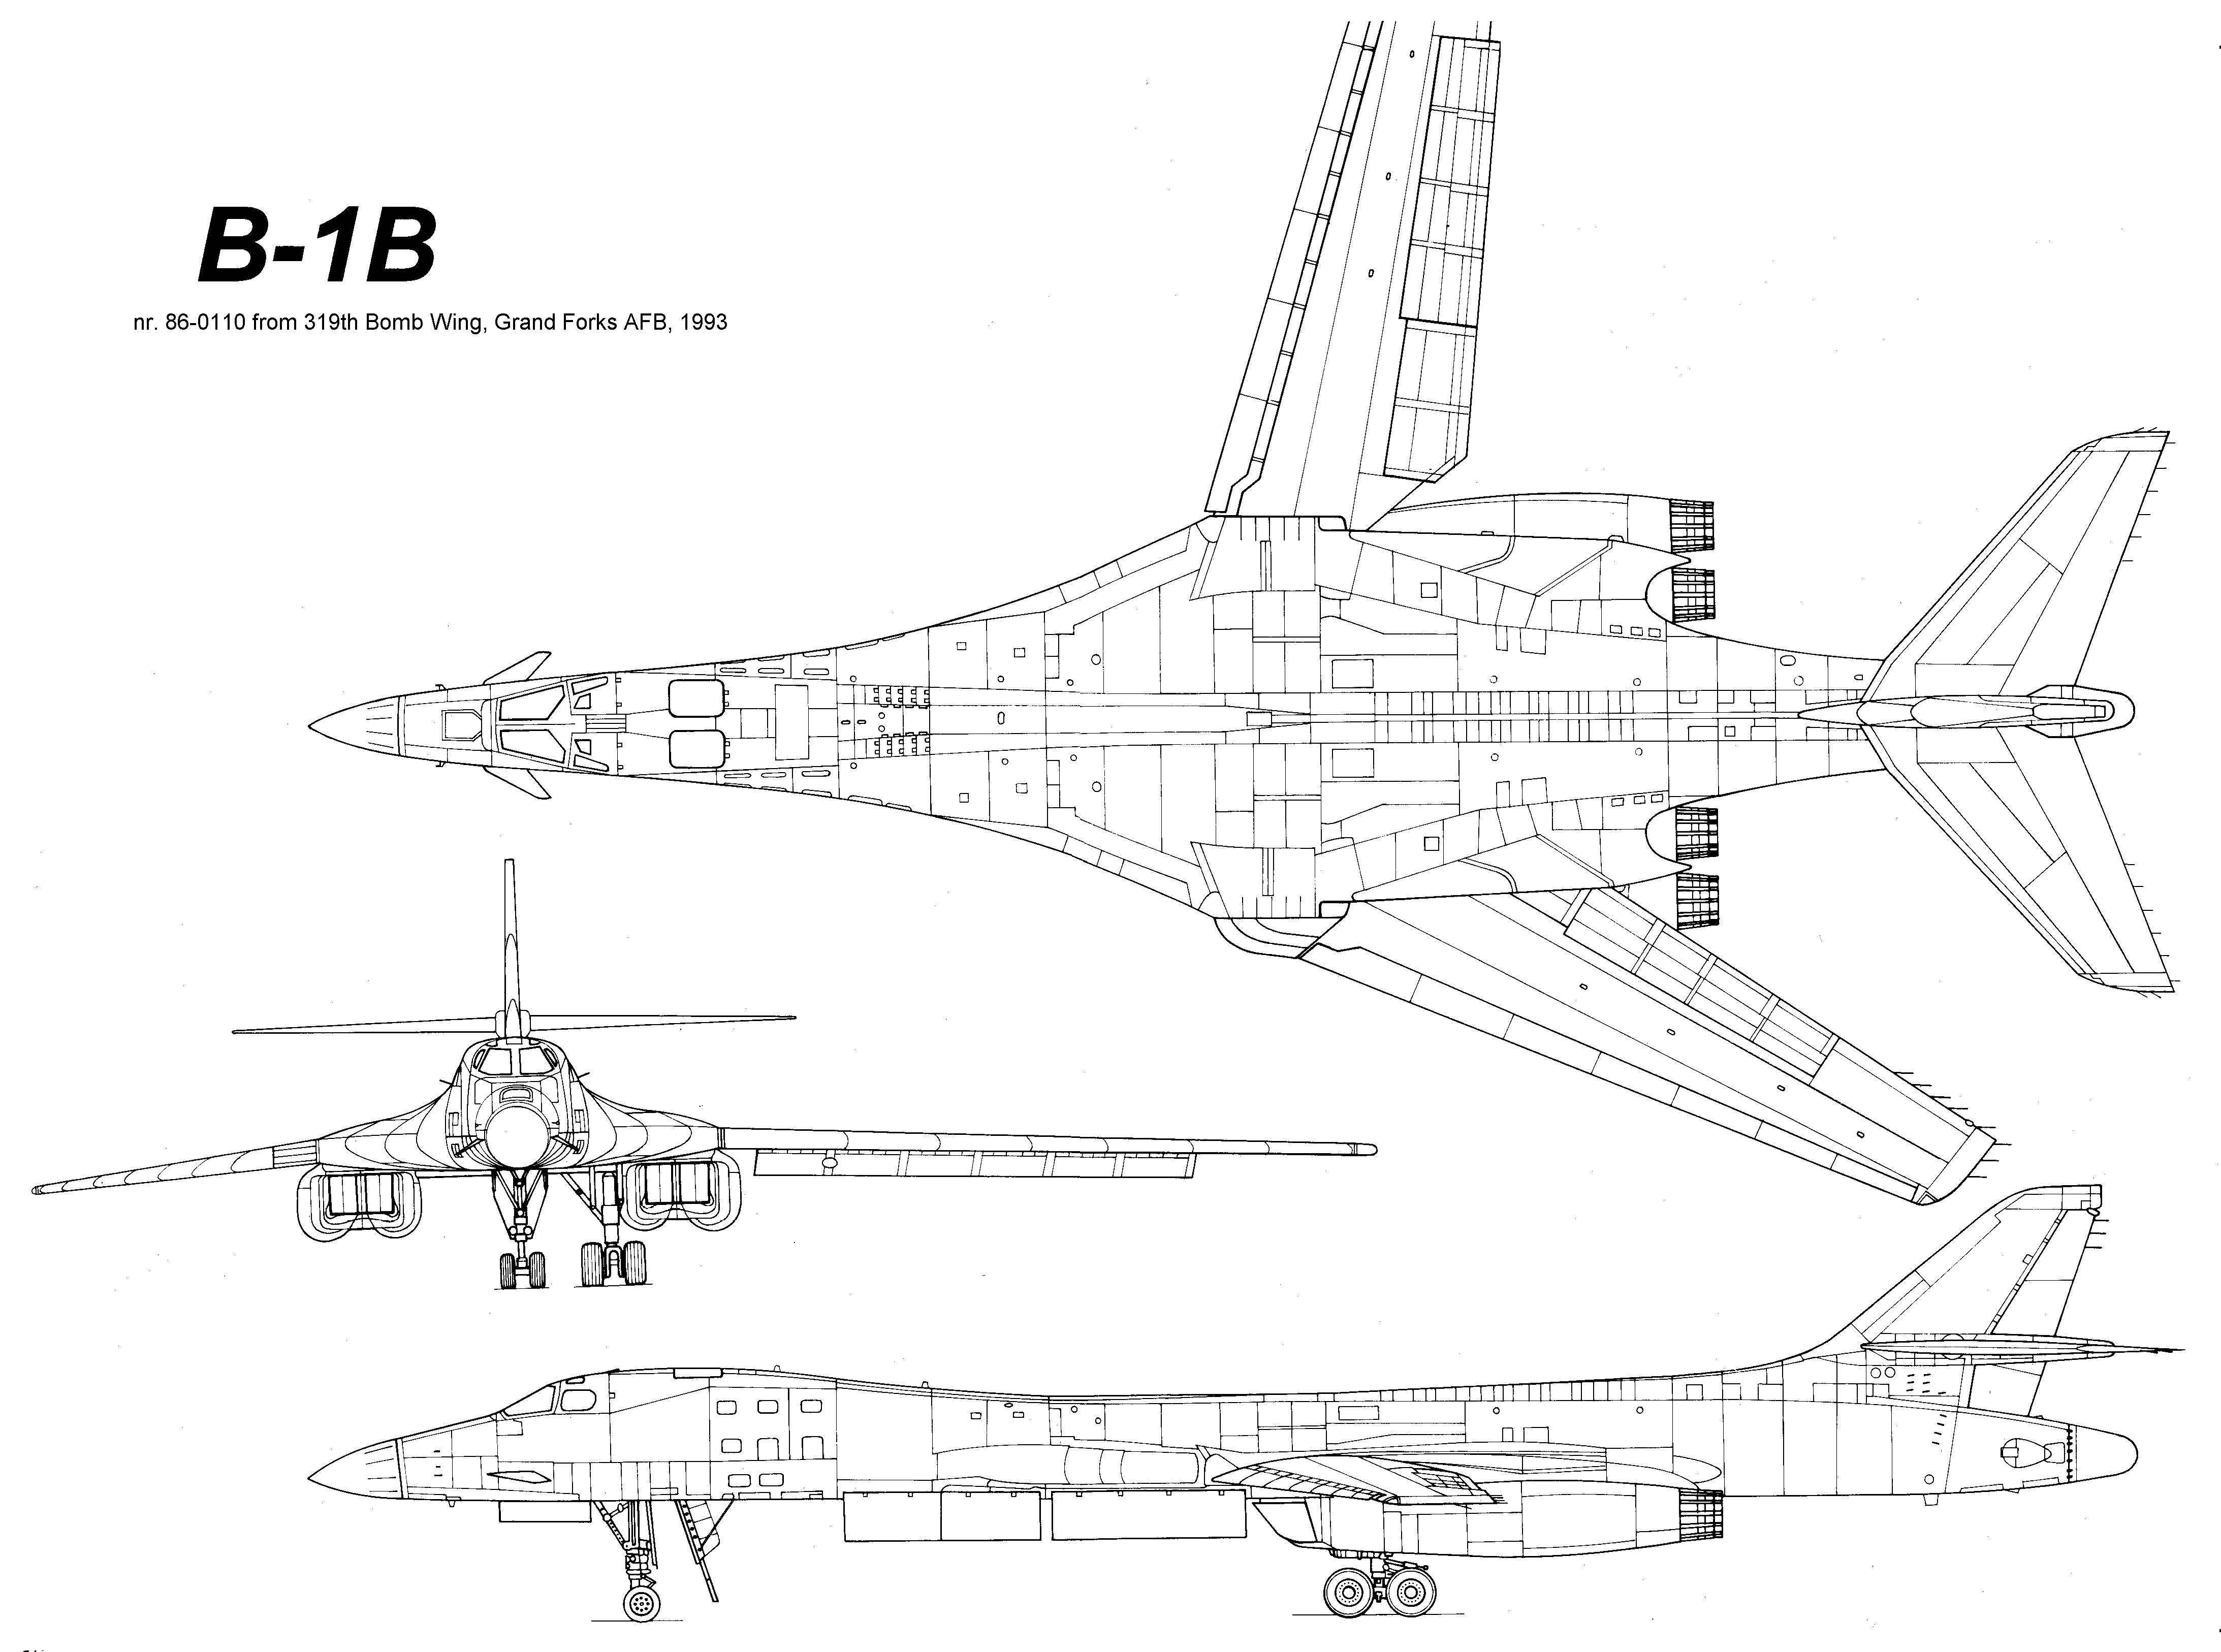 B-1B
nr. 86-0110 from 319th Bomb Wing, Grand Forks AFB, 1993